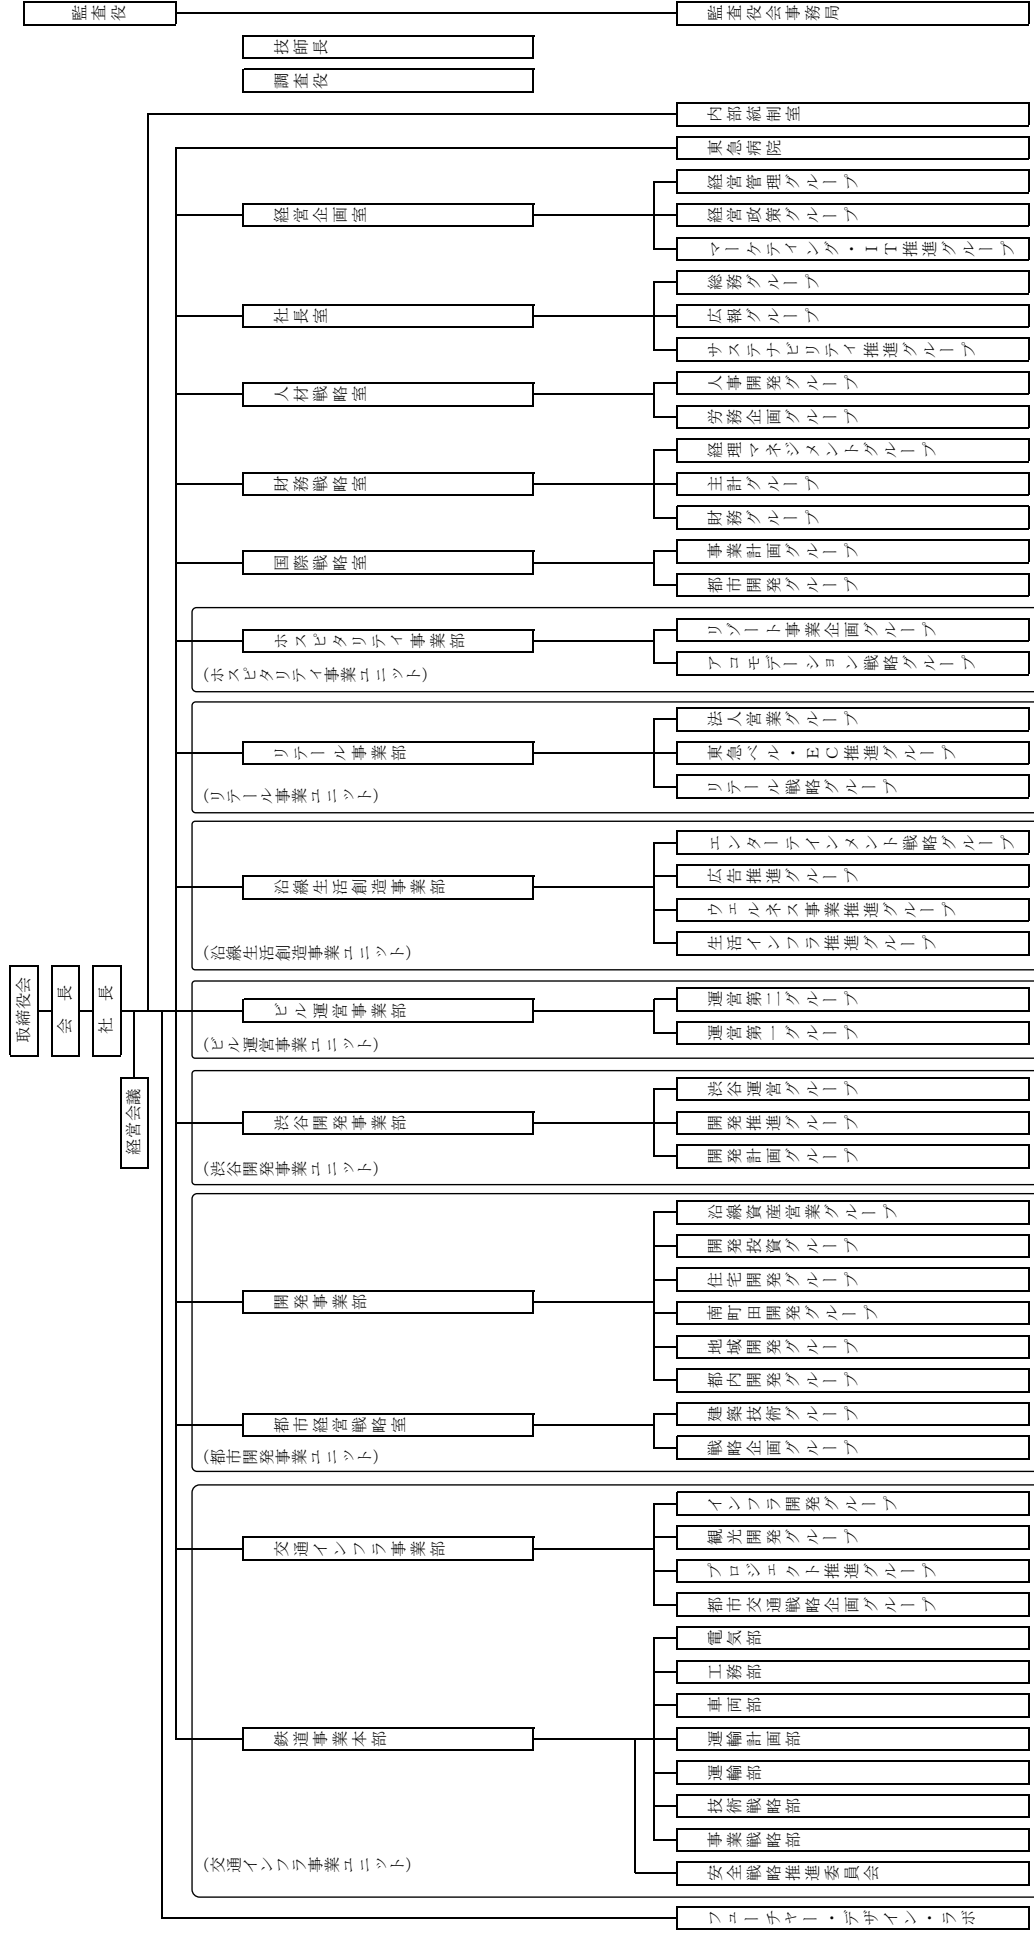 監査役
監査役会事務局
技師長
調査役
内部統制室
東急病院
経営企画室
経営管理グループ
経営政策グループ
マーケティング・ＩＴ推進グループ
社長室
総務グループ
広報グループ
サステナビリティ推進グループ
人材戦略室
人事開発グループ
労務企画グループ
財務戦略室
経理マネジメントグループ
主計グループ
財務グループ
国際戦略室
事業計画グループ
都市開発グループ
ホスピタリティ事業部
(ホスピタリティ事業ユニット)
リゾート事業企画グループ
アコモデーション戦略グループ
リテール事業部
(リテール事業ユニット)
法人営業グループ
東急ベル・ＥＣ推進グループ
リテール戦略グループ
沿線生活創造事業部
(沿線生活創造事業ユニット)
エンターテインメント戦略グループ
広告推進グループ
ウェルネス事業推進グループ
生活インフラ推進グループ
取締役会
会長
社長
経営会議
ビル運営事業部
(ビル運営事業ユニット)
運営第二グループ
運営第一グループ
渋谷開発事業部
(渋谷開発事業ユニット)
渋谷運営グループ
開発推進グループ
開発計画グループ
開発事業部
沿線資産営業グループ
開発投資グループ
住宅開発グループ
南町田開発グループ
地域開発グループ
都内開発グループ
都市経営戦略室
(都市開発事業ユニット)
建築技術グループ
戦略企画グループ
交通インフラ事業部
インフラ開発グループ
観光開発グループ
プロジェクト推進グループ
都市交通戦略企画グループ
鉄道事業本部
(交通インフラ事業ユニット)
電気部
工務部
車両部
運輸計画部
運輸部
技術戦略部
事業戦略部
安全戦略推進委員会
フューチャー・デザイン・ラボ